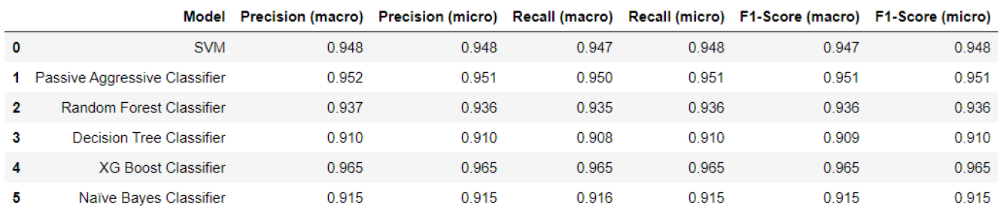 Model Precision (macro) Precision (micro) Recall (macro) Recall (micro) F1-Score (macro) F1-Score (micro)
0 SVM 0.948 0.948 0.947 0.948 0.947 0.948
1 Passive Aggressive Classifier 0.952 0.951 0.950 0.951 0.951 0.951
2 Random Forest Classifier 0.937 0.936 0.935 0.936 0.936 0.936
3 Decision Tree Classifier 0.910 0.910 0.908 0.910 0.909 0.910
4 XG Boost Classifier 0.965 0.965 0.965 0.965 0.965 0.965
5 Naïve Bayes Classifier 0.915 0.915 0.916 0.915 0.915 0.915